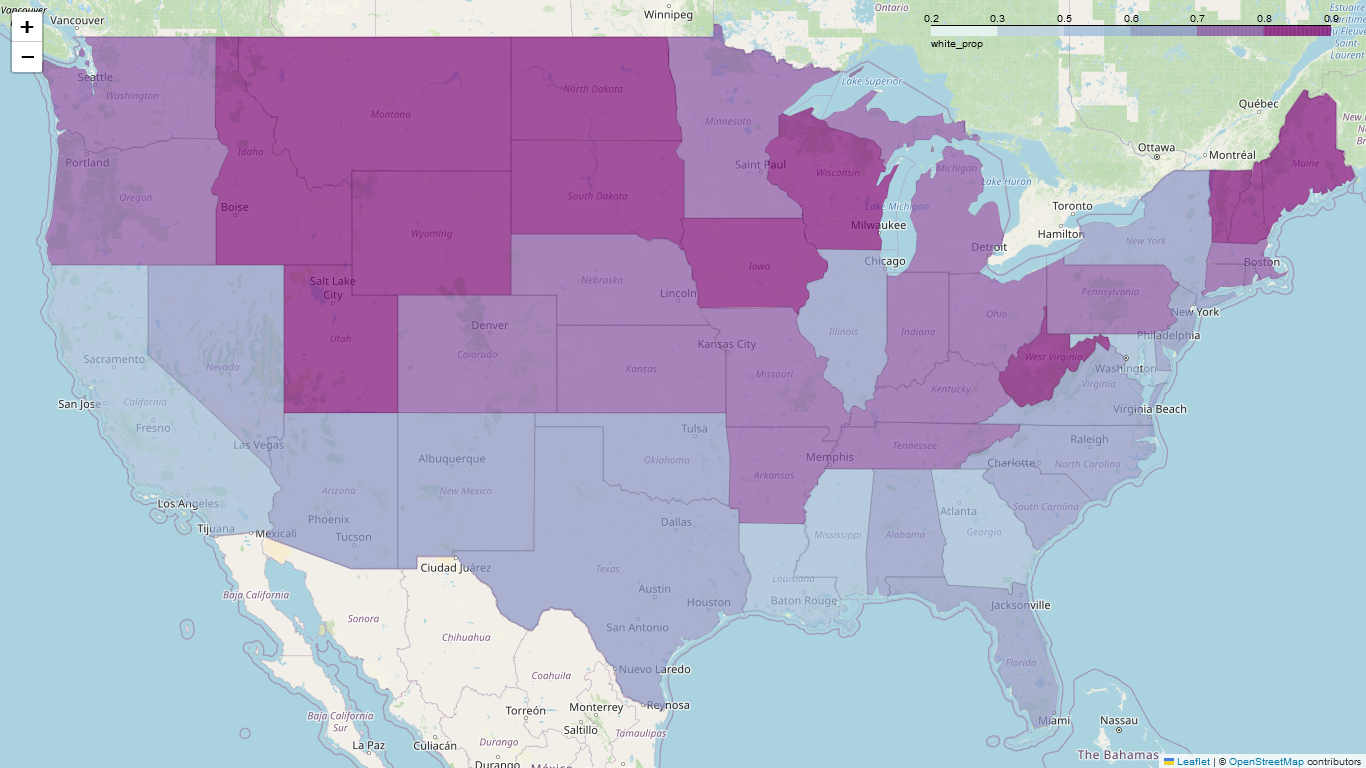 Vancouver
Vancouver
Winnipeg
Ontario
0.2 0.3 0.5 0.6 0.7 0.8 0.9
white_prop
+
−
Seattle
Washington
Portland
Oregon
Idaho
Boise
Montana
Wyoming
North Dakota
South Dakota
Minnesota
Saint Paul
Wisconsin
Milwaukee
Lake Superior
Lake Michigan
Michigan
Lake Huron
Detroit
Chicago
Québec
Ottawa
Montréal
Toronto
Hamilton
Maine
New York
Boston
Salt Lake
City
Utah
Nevada
Sacramento
San Jose
California
Fresno
Las Vegas
Los Angeles
Denver
Colorado
Nebraska
Lincoln
Iowa
Kansas City
Kansas
Missouri
Illinois
Indiana
Ohio
Pennsylvania
New York
Philadelphia
West Virginia
Washington
Virginia
Virginia Beach
Kentucky
Tennessee
Memphis
Raleigh
Charlotte
North Carolina
South Carolina
Tulsa
Oklahoma
Arkansas
Albuquerque
New Mexico
Arizona
Phoenix
Tucson
Tijuana
Mexicali
Dallas
Texas
Austin
Houston
San Antonio
Mississippi
Alabama
Atlanta
Georgia
Louisiana
Baton Rouge
Jacksonville
Florida
Miami
Ciudad Juárez
Baja California
Sonora
Chihuahua
Coahuila
Nuevo Laredo
Reynosa
Monterrey
Saltillo
Torreón
Tamaulipas
Durango
Durango
Baja California
Sur
La Paz
Culiacán
México
Nassau
The Bahamas
Leaflet | © OpenStreetMap contributors